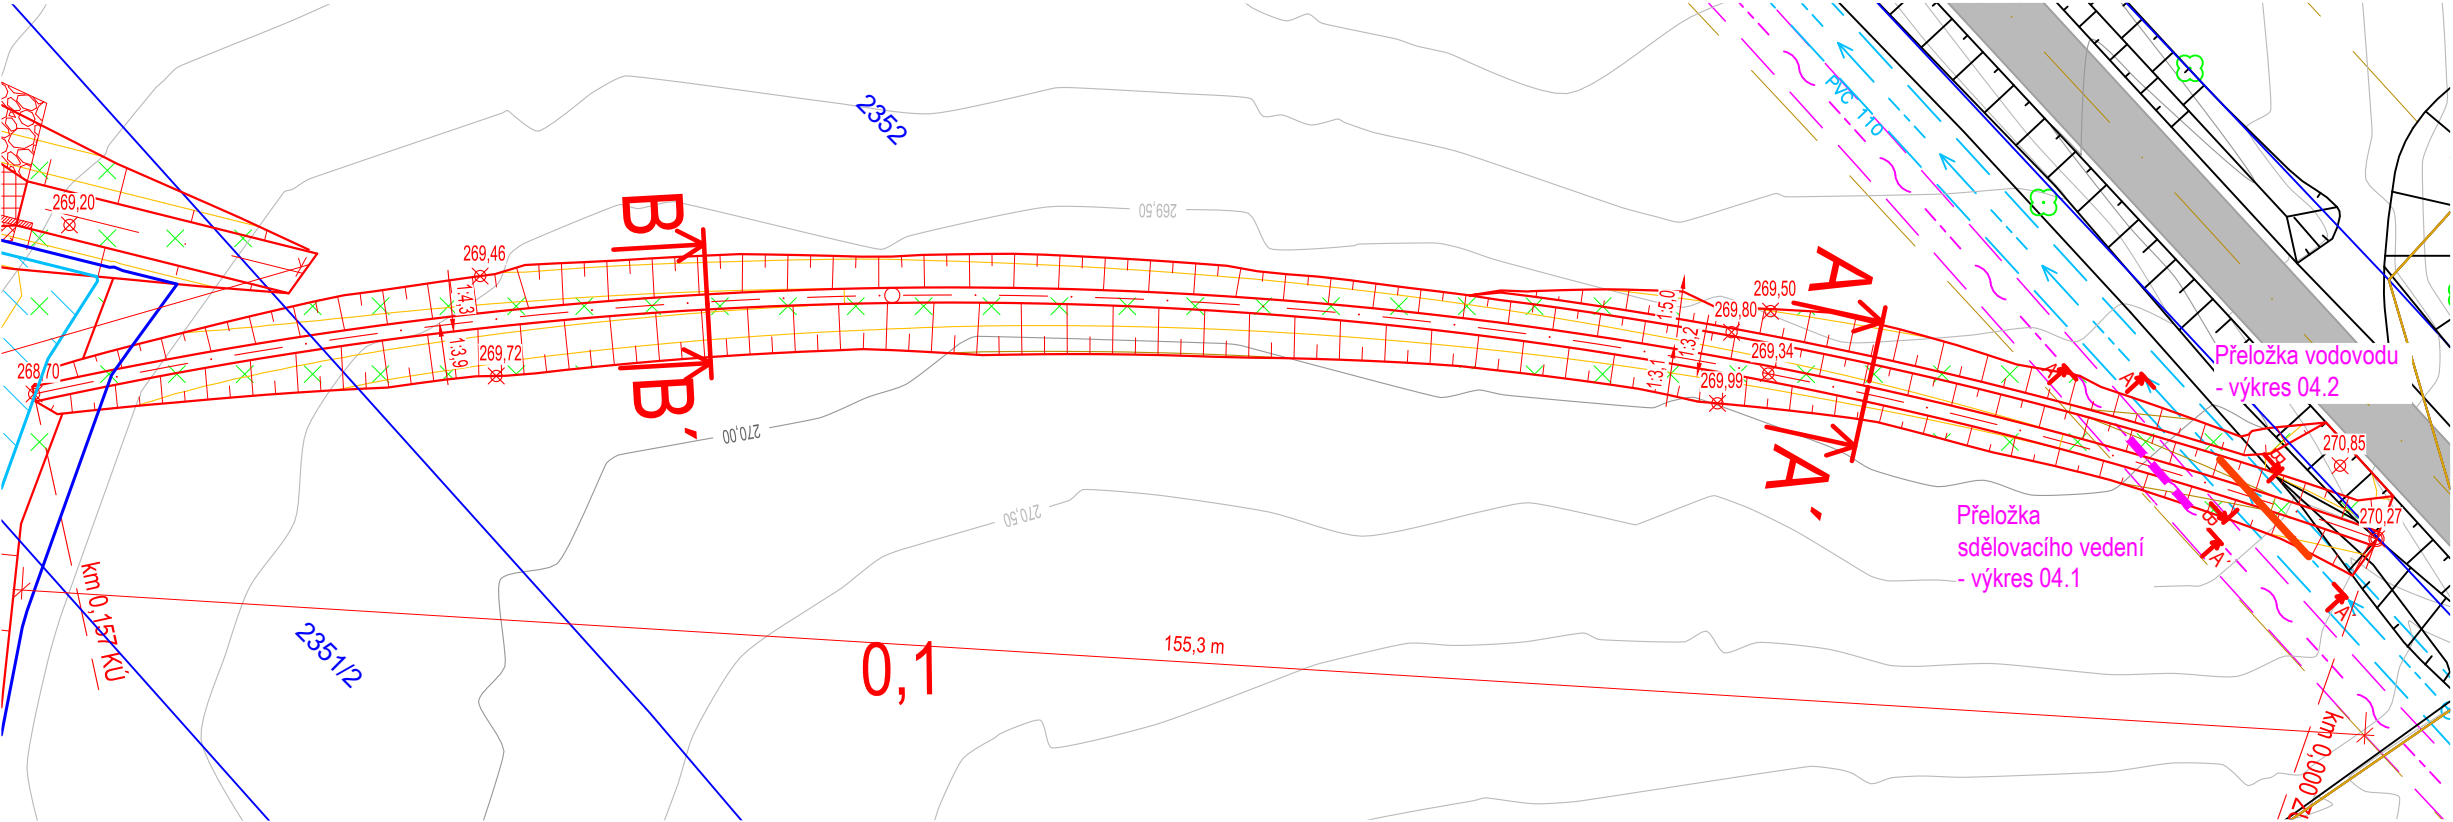 2352
PVC 110
269,20
269,46
B
269,50
1:4,3
1:3,9
269,50
A
269,80
1:5,0
1:3,2
1:3,1
269,34
269,99
269,72
268,70
B'
270,00
A'
A
A
Přeložka vodovodu
- výkres 04.2
270,85
B
270,27
B
A'
A'
270,50
Přeložka
sdělovacího vedení
- výkres 04.1
km 0,157 KÚ
2351/2
0,1
155,3 m
km 0,000